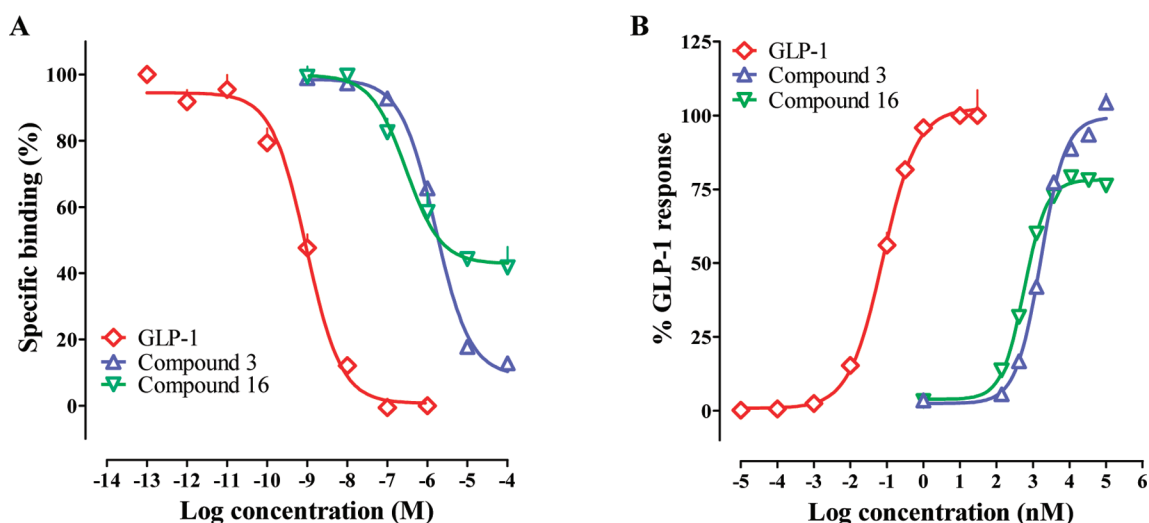 A
Specific binding (%)
100
80
60
40
20
0
GLP-1
Compound 3
Compound 16
-14 -13 -12 -11 -10 -9 -8 -7 -6 -5 -4
Log concentration (M)
B
% GLP-1 response
125
100
75
50
25
0
GLP-1
Compound 3
Compound 16
-5 -4 -3 -2 -1 0 1 2 3 4 5 6
Log concentration (nM)